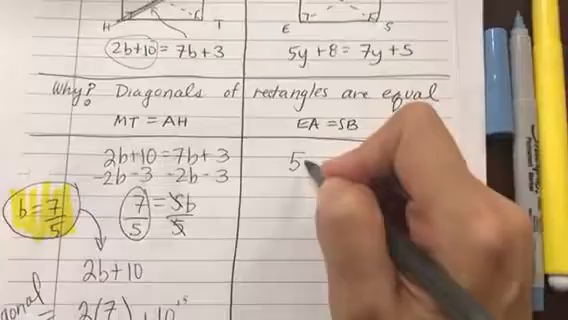 H T E S
2b+10 = 7b+3 5y+8 = 7y+5
Why? Diagonals of rectangles are equal
MT = AH EA = SB
2b+10 = 7b+3 5
-2b-3 -2b-3
b = 7/5 7/5 = 5b/5
2b+10
2(7) +10